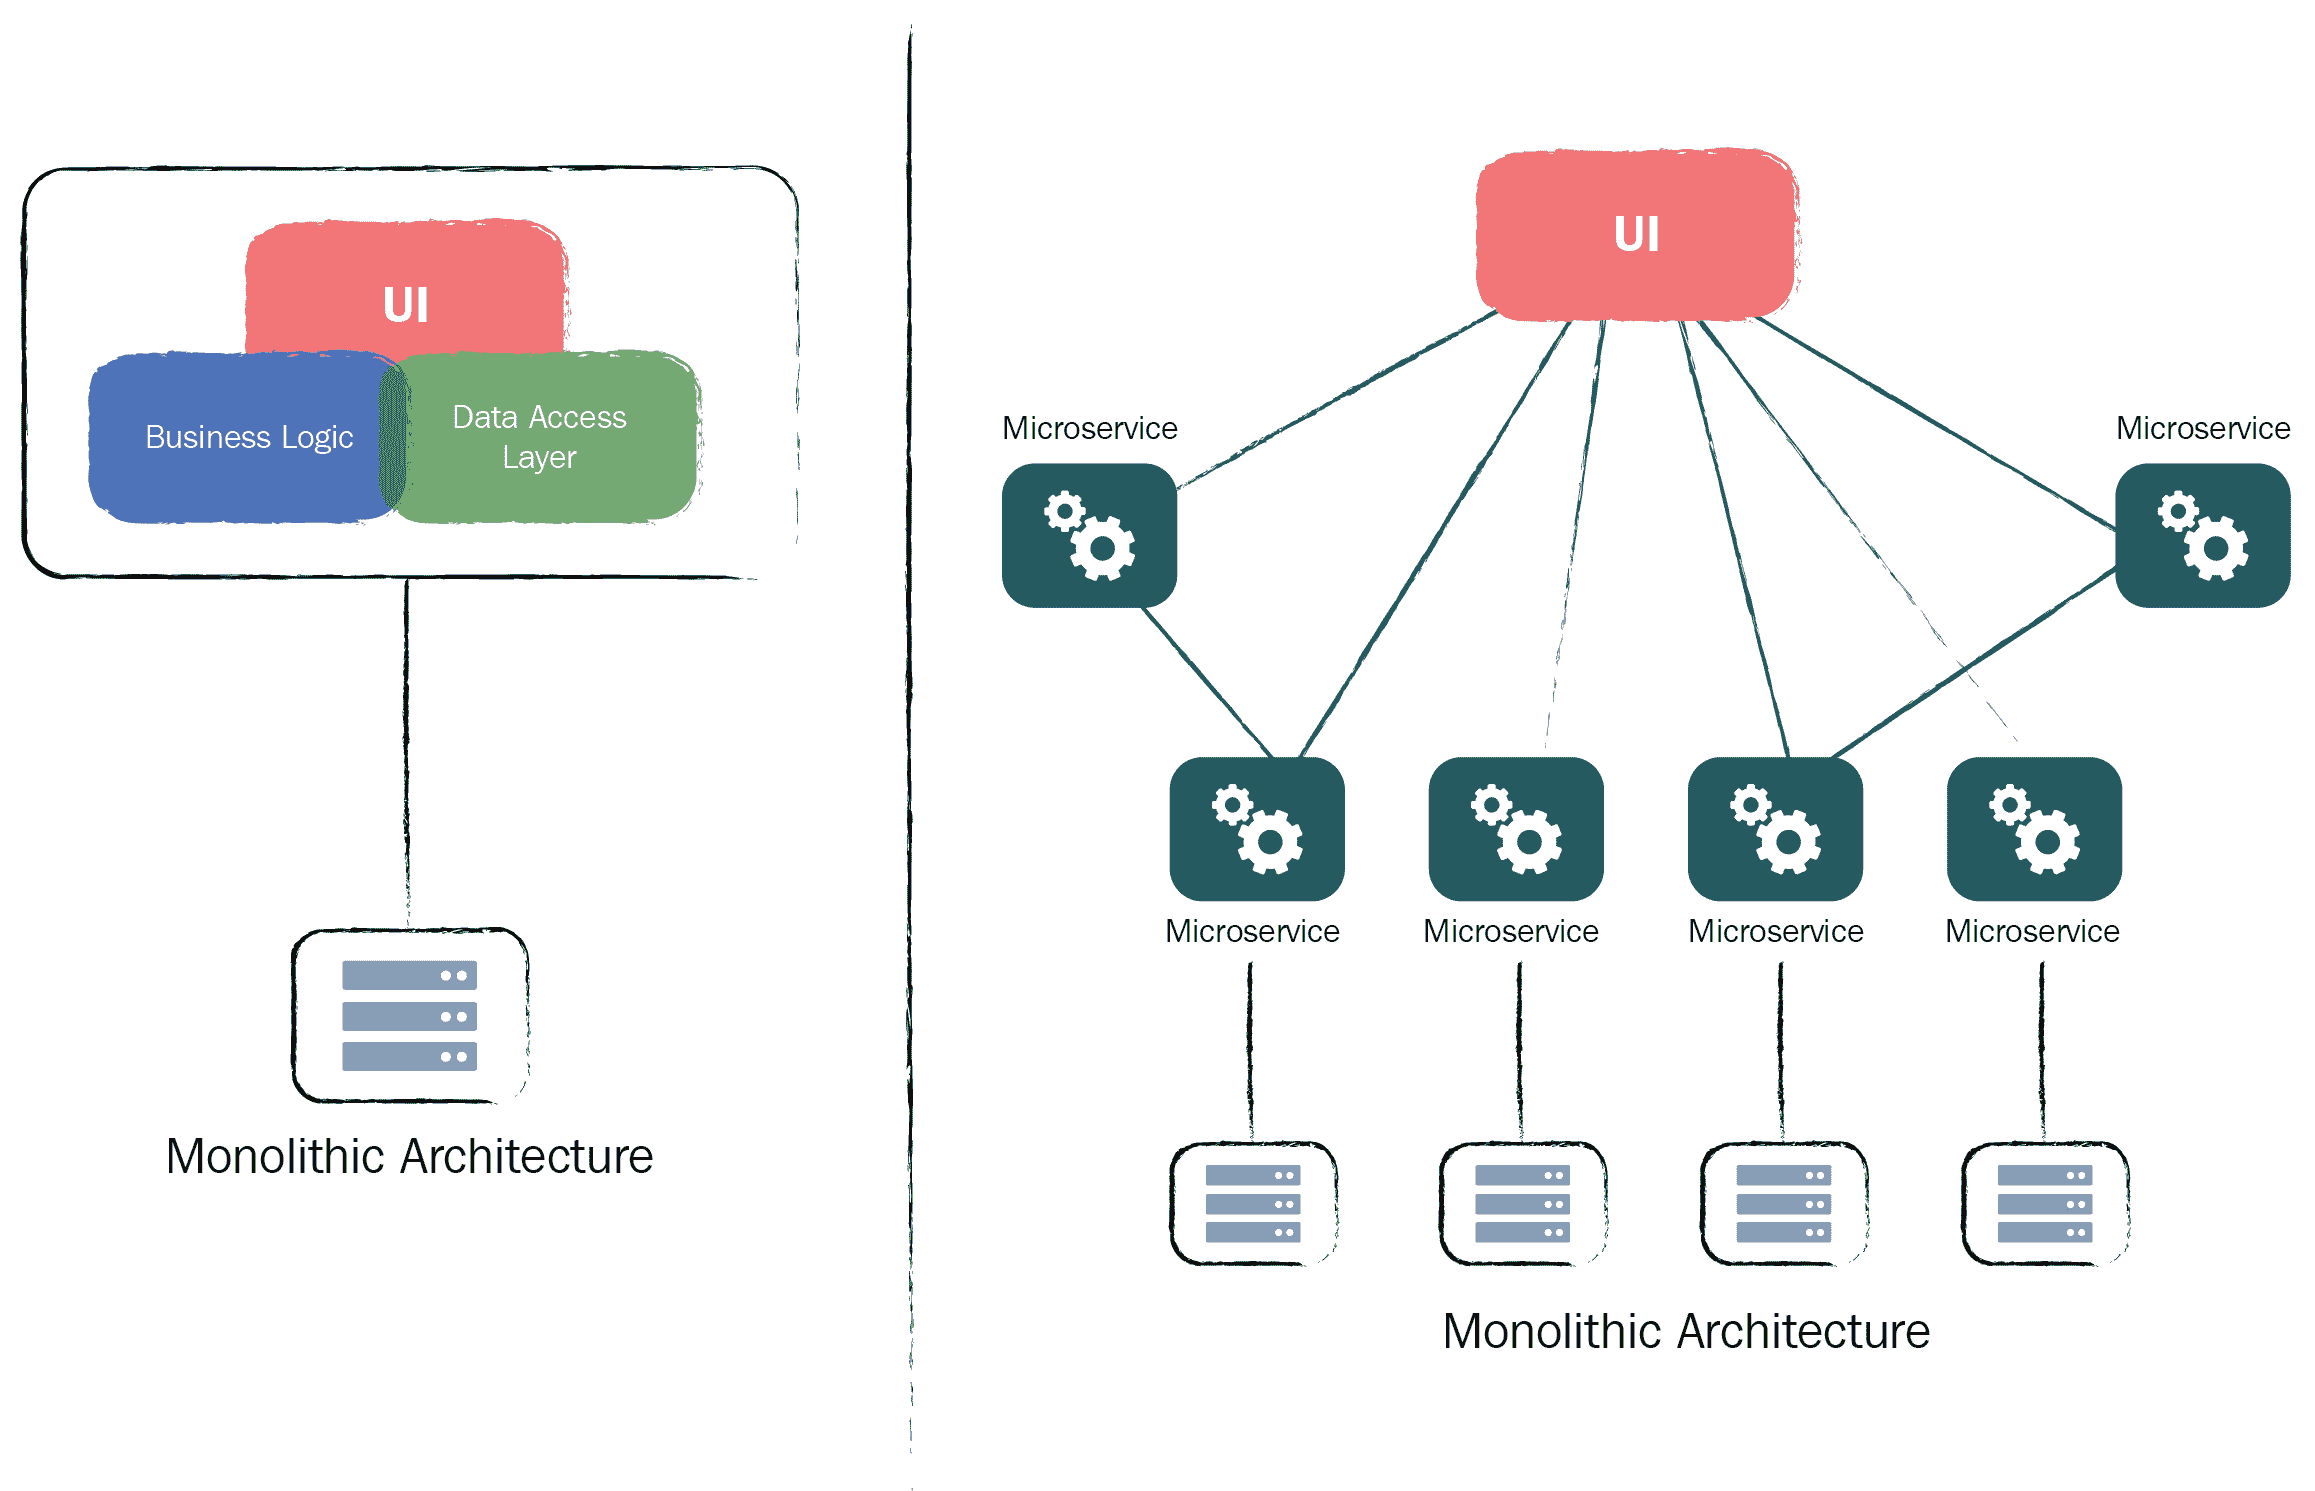 UI
Business Logic
Data Access
Layer
Monolithic Architecture
UI
Microservice
Microservice
Microservice
Microservice
Microservice
Microservice
Monolithic Architecture